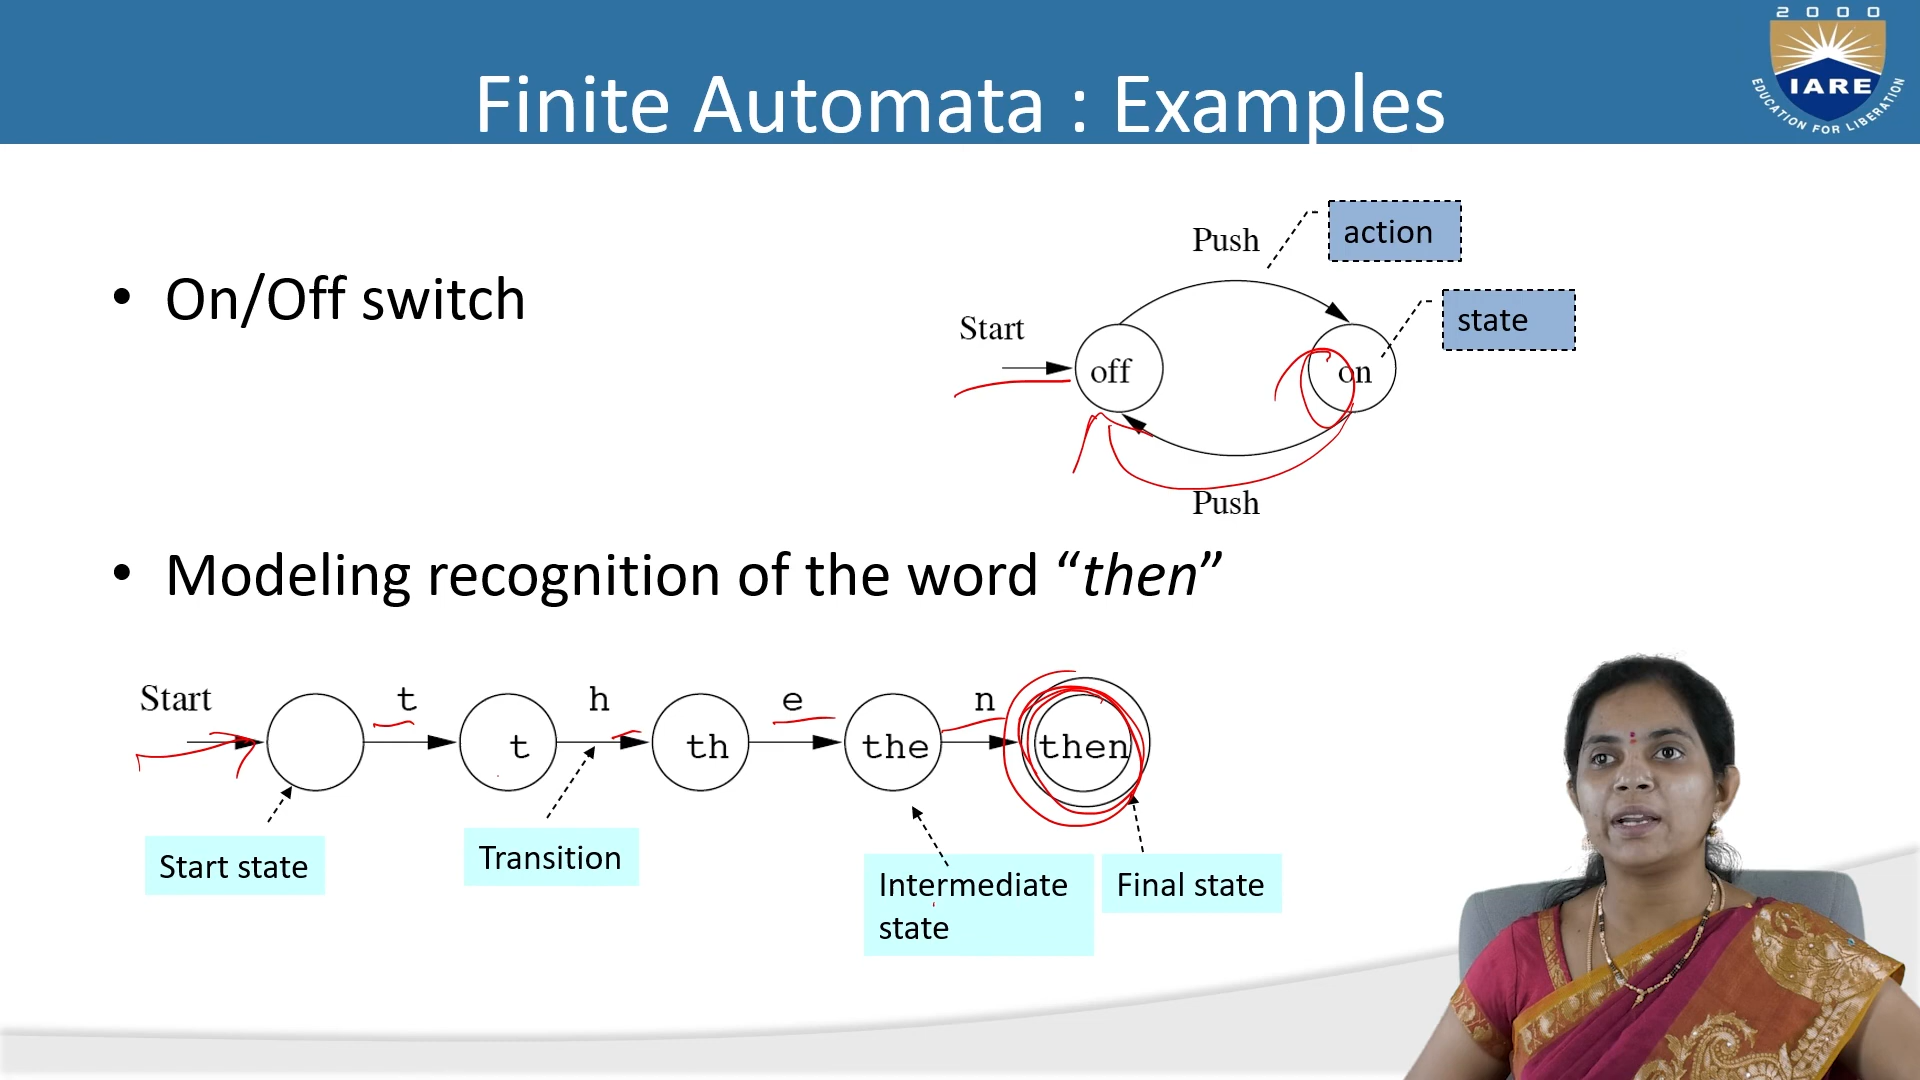 2000
IARE
EDUCATION FOR LIBERATION
Finite Automata : Examples
• On/Off switch
Push
action
state
Start
off
on
Push
• Modeling recognition of the word “then”
Start
t
h
e
n
t
th
the
then
Start state
Transition
Intermediate
state
Final state